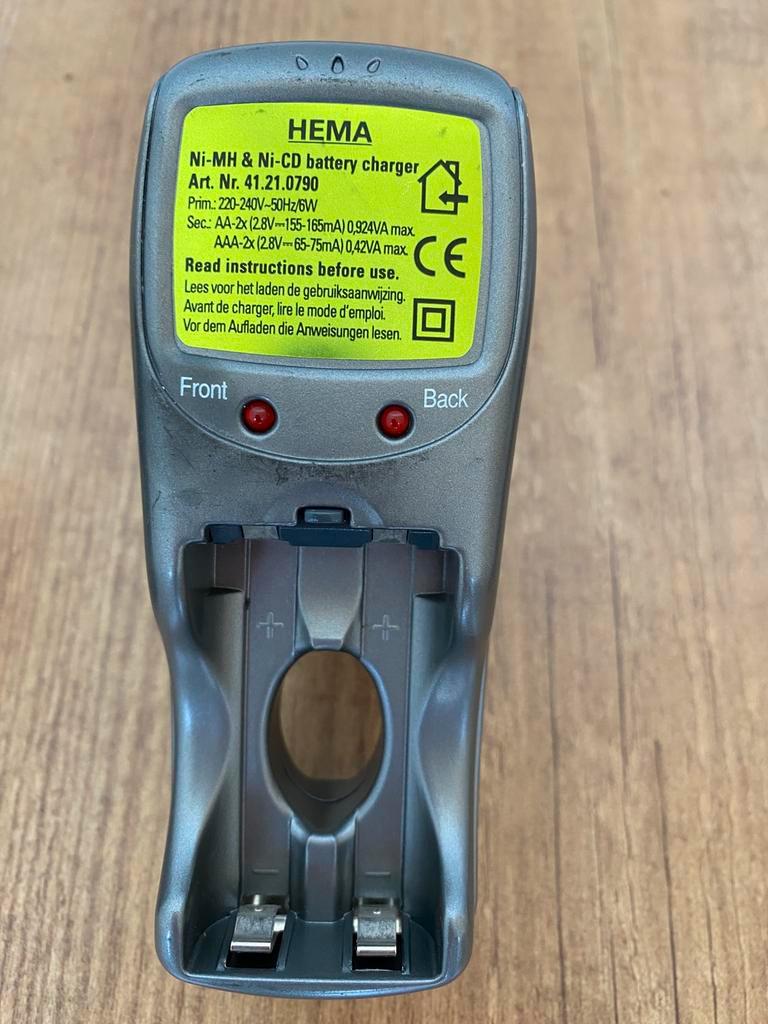 HEMA
Ni-MH & Ni-CD battery charger
Art. Nr. 41.21.0790
Prim.: 220-240V~50Hz/6W
Sec.: AA-2x (2.8V⎓155-165mA) 0,924VA max.
AAA-2x (2.8V⎓ 65-75mA) 0,42VA max.
CE
Read instructions before use.
Lees voor het laden de gebruiksaanwijzing.
Avant de charger, lire le mode d'emploi.
Vor dem Aufladen die Anweisungen lesen.
Front
Back
+ +
− −